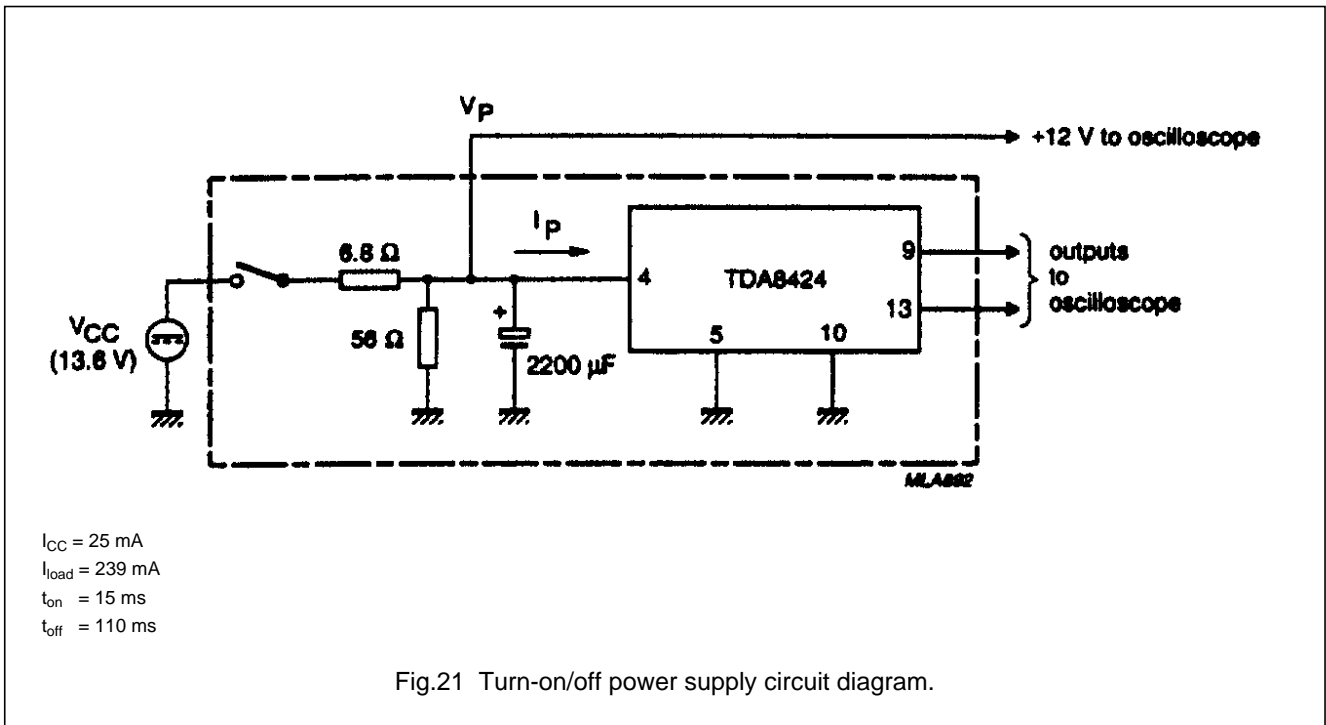 V_P
+12 V to oscilloscope
I_P
6.8 Ω
9
outputs
4
TDA8424
to
13
oscilloscope
V_CC
(13.6 V)
56 Ω
+
2200 µF
5
10
MLA892
I_CC = 25 mA
I_load = 239 mA
t_on = 15 ms
t_off = 110 ms
Fig.21 Turn-on/off power supply circuit diagram.